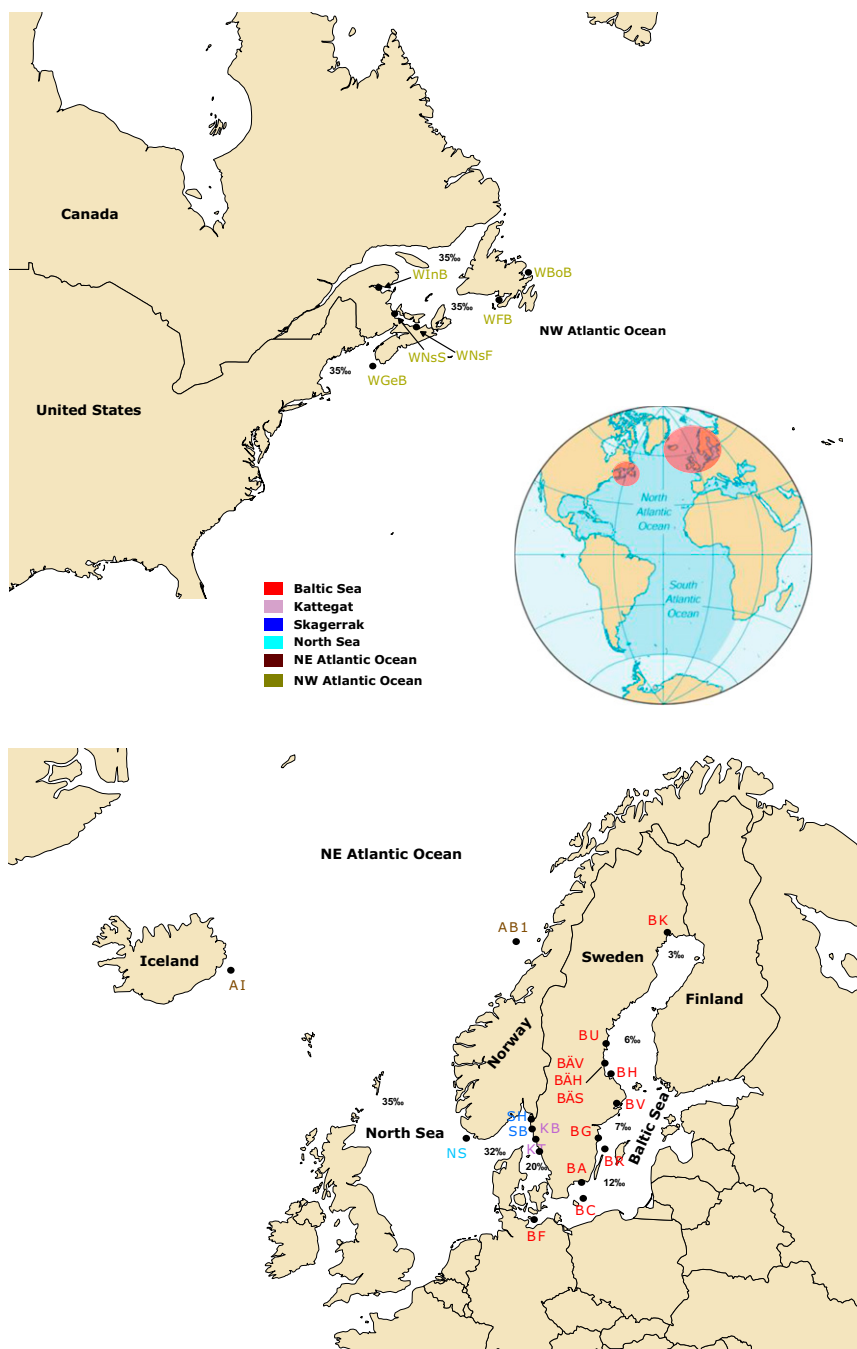 Canada
35‰
WInB
WBoB
35‰
WFB
NW Atlantic Ocean
WNsS
WNsF
35‰
WGeB
United States
North
Atlantic
Ocean
South
Atlantic
Ocean
Baltic Sea
Kattegat
Skagerrak
North Sea
NE Atlantic Ocean
NW Atlantic Ocean
NE Atlantic Ocean
AB1
BK
Iceland
Sweden
3‰
AI
Finland
Norway
BU
6‰
BÄV
BH
BÄH
BÄS
35‰
BV
SH
North Sea
SB
KB
BG
7‰
Baltic Sea
NS
32‰
KT
BR
20‰
BA
12‰
BC
BF